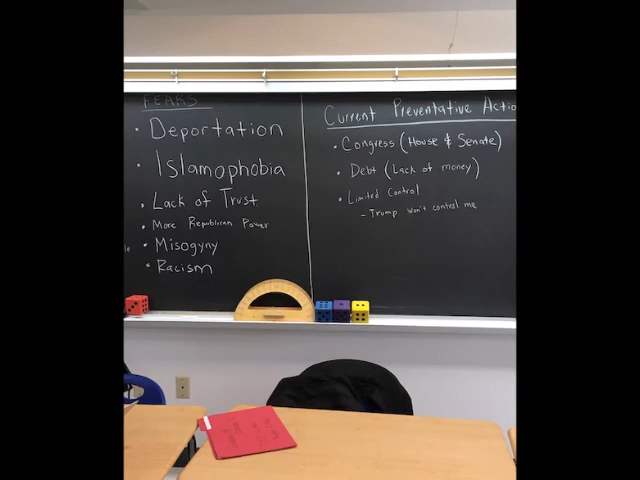 FEARS
• Deportation
• Islamophobia
• Lack of Trust
• More Republican Power
• Misogyny
• Racism
Current Preventative Actio
• Congress (House & Senate)
• Debt (Lack of money)
• Limited Control
- Trump won't control me